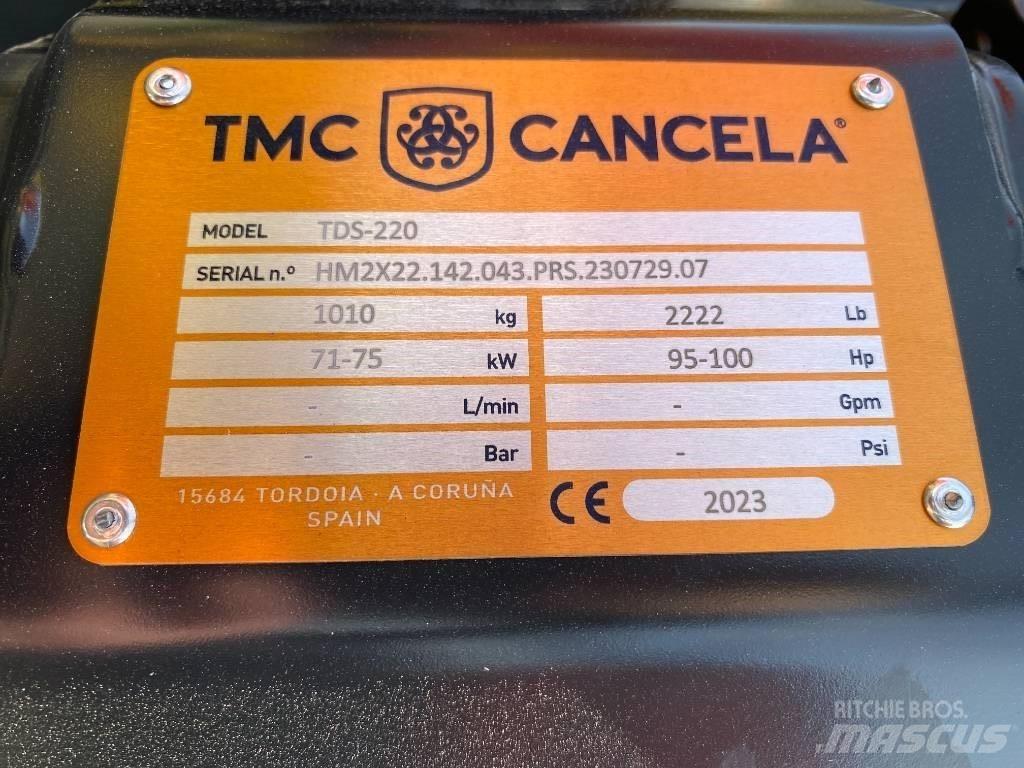 TMC CANCELA®
MODEL TDS-220
SERIAL n.º HM2X22.142.043.PRS.230729.07
1010 kg 2222 Lb
71-75 kW 95-100 Hp
- L/min - Gpm
- Bar - Psi
15684 TORDOIA · A CORUÑA
SPAIN
CE 2023
RITCHIE BROS.
MASCUS